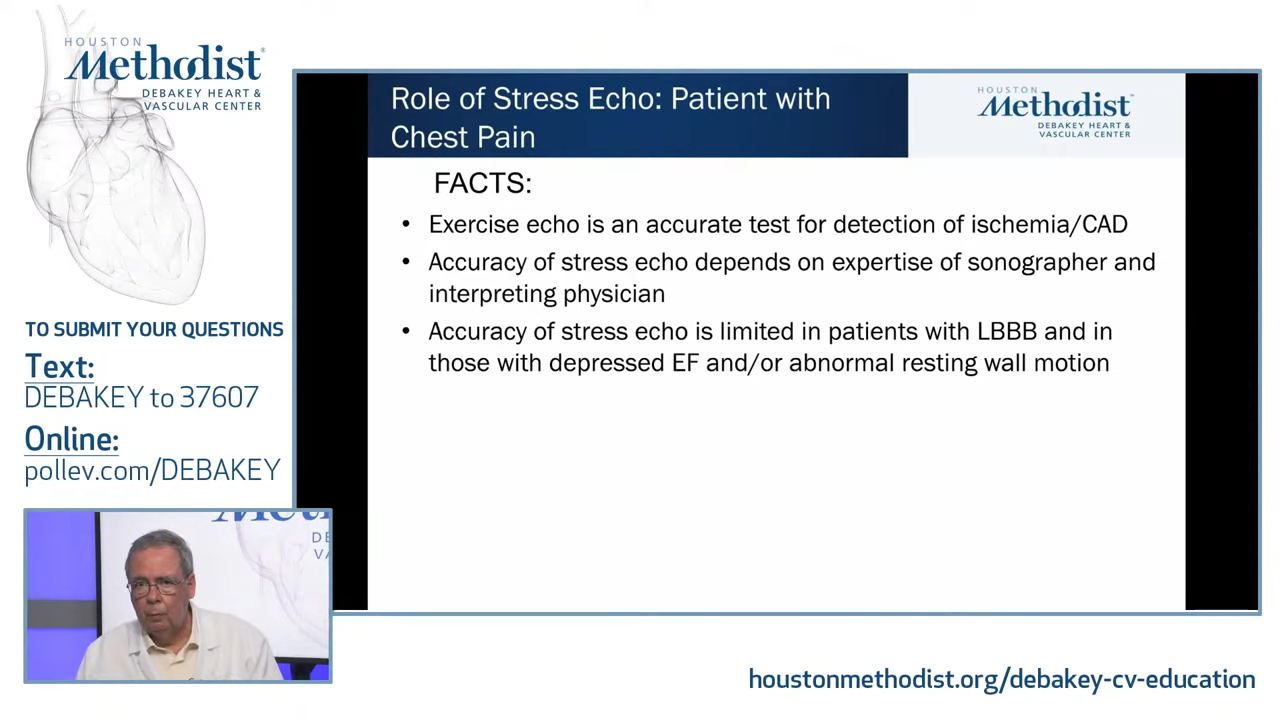 HOUSTON
Methodist
DEBAKEY HEART &
VASCULAR CENTER
TO SUBMIT YOUR QUESTIONS
Text:
DEBAKEY to 37607
Online:
pollev.com/DEBAKEY
Role of Stress Echo: Patient with
Chest Pain
HOUSTON
Methodist
DEBAKEY HEART &
VASCULAR CENTER
FACTS:
• Exercise echo is an accurate test for detection of ischemia/CAD
• Accuracy of stress echo depends on expertise of sonographer and
interpreting physician
• Accuracy of stress echo is limited in patients with LBBB and in
those with depressed EF and/or abnormal resting wall motion
houstonmethodist.org/debakey-cv-education